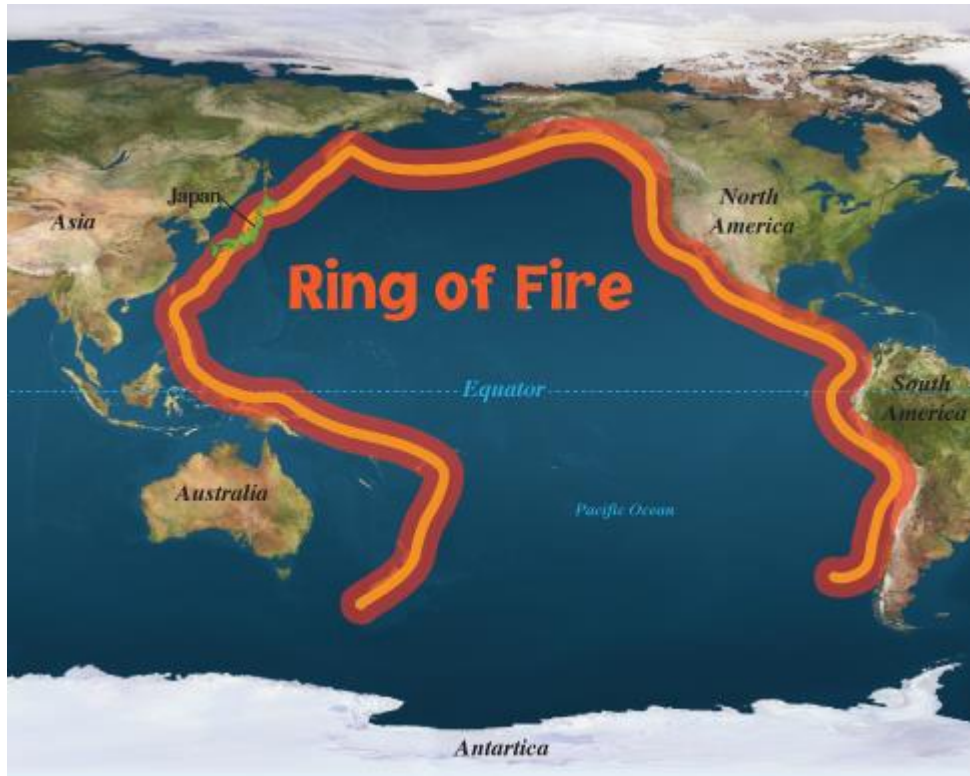 Japan
Asia
North
America
Ring of Fire
Equator
South
America
Australia
Pacific Ocean
Antartica